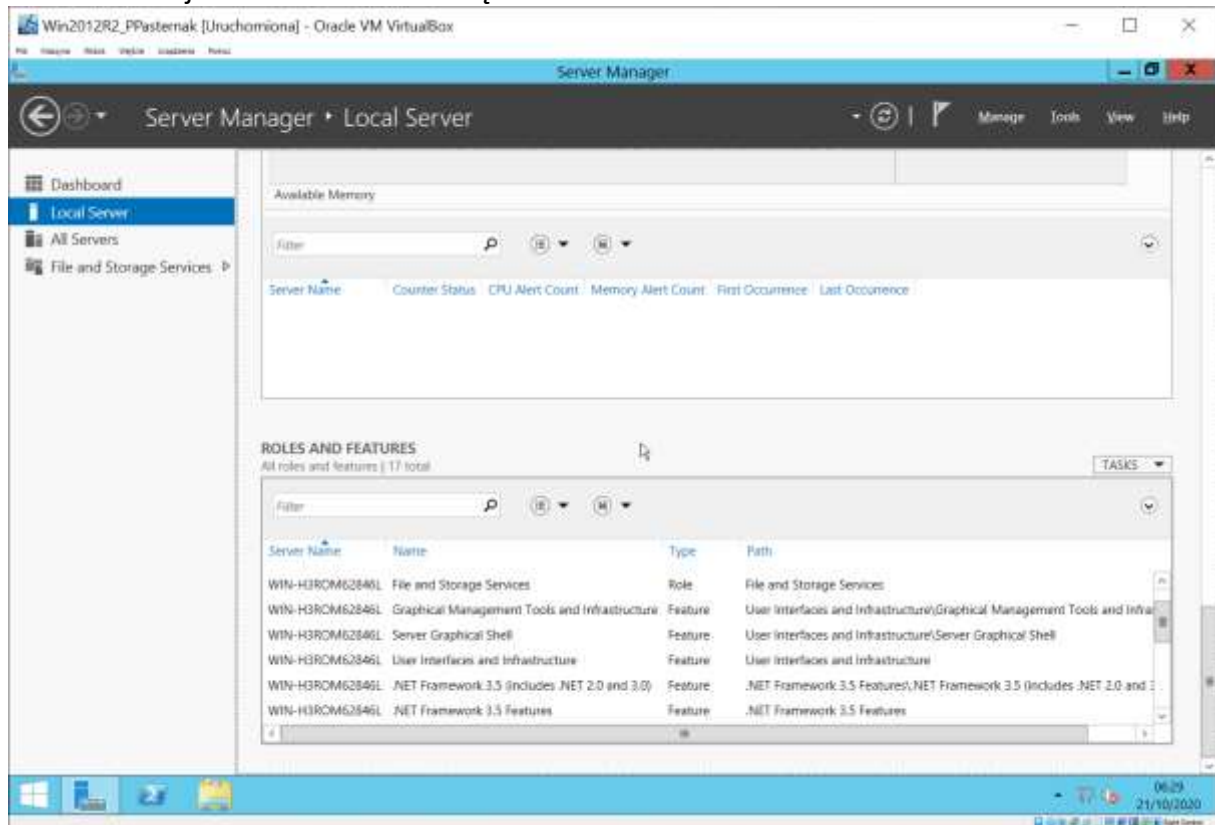 Win2012R2_PPasternak [Uruchomiona] - Oracle VM VirtualBox
Server Manager
Server Manager • Local Server
Manage Tools View Help
Dashboard
Local Server
All Servers
File and Storage Services
Available Memory
Filter
Server Name Counter Status CPU Alert Count Memory Alert Count First Occurrence Last Occurrence
ROLES AND FEATURES
All roles and features | 17 total
TASKS
Filter
Server Name Name Type Path
WIN-H3ROM62846L File and Storage Services Role File and Storage Services
WIN-H3ROM62846L Graphical Management Tools and Infrastructure Feature User Interfaces and Infrastructure\Graphical Management Tools and Infra
WIN-H3ROM62846L Server Graphical Shell Feature User Interfaces and Infrastructure\Server Graphical Shell
WIN-H3ROM62846L User Interfaces and Infrastructure Feature User Interfaces and Infrastructure
WIN-H3ROM62846L .NET Framework 3.5 (includes .NET 2.0 and 3.0) Feature .NET Framework 3.5 Features\.NET Framework 3.5 (includes .NET 2.0 and 3
WIN-H3ROM62846L .NET Framework 3.5 Features Feature .NET Framework 3.5 Features
06:29
21/10/2020